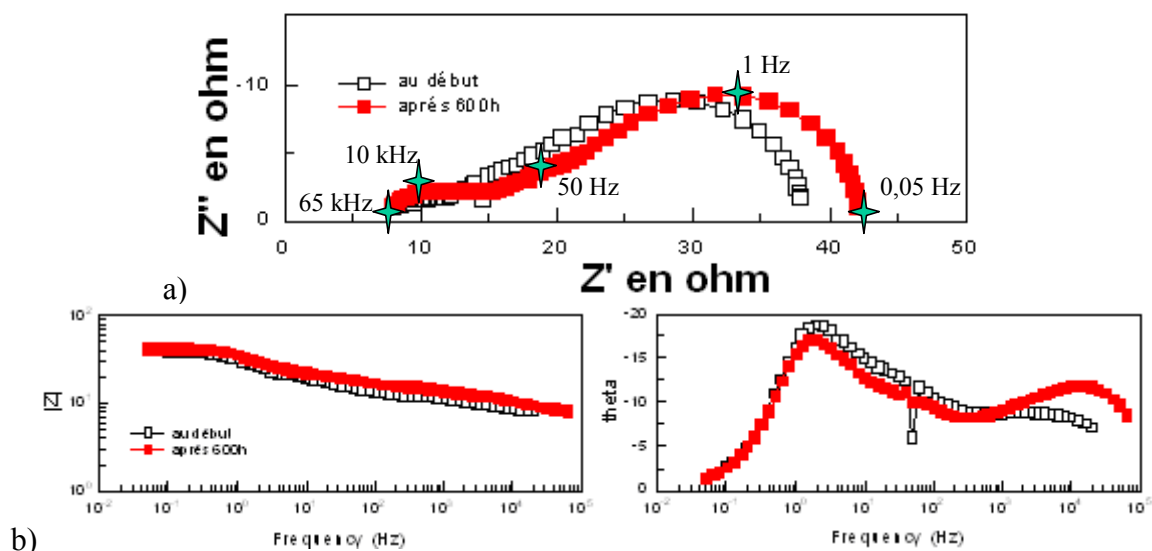 Z'' en ohm
-10
0
au début
aprés 600h
1 Hz
10 kHz
65 kHz
50 Hz
0,05 Hz
0 10 20 30 40 50
Z' en ohm
a)
|Z|
10²
10¹
10⁰
au début
aprés 600h
10⁻² 10⁻¹ 10⁰ 10¹ 10² 10³ 10⁴ 10⁵
Frequency (Hz)
theta
-20
-15
-10
-5
0
10⁻² 10⁻¹ 10⁰ 10¹ 10² 10³ 10⁴ 10⁵
Frequency (Hz)
b)